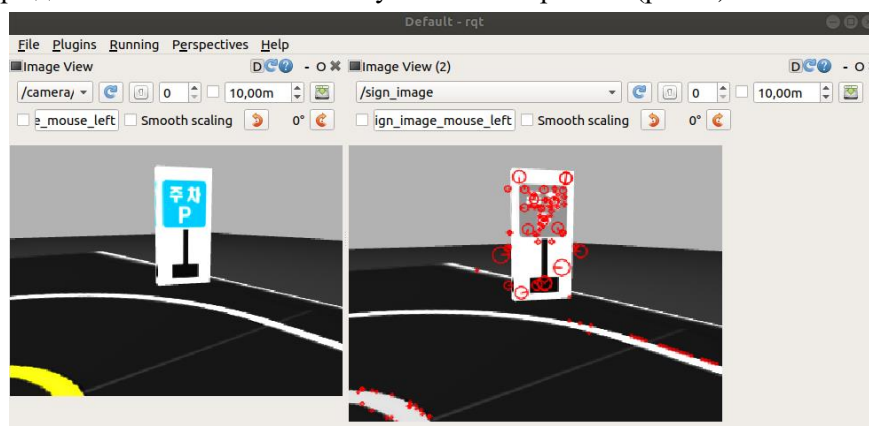 Default - rqt
File Plugins Running Perspectives Help
Image View D - O ✖ Image View (2) D - O
/camera/ 0 10,00m /sign_image 0 10,00m
e_mouse_left Smooth scaling 0° ign_image_mouse_left Smooth scaling 0°
주차
P